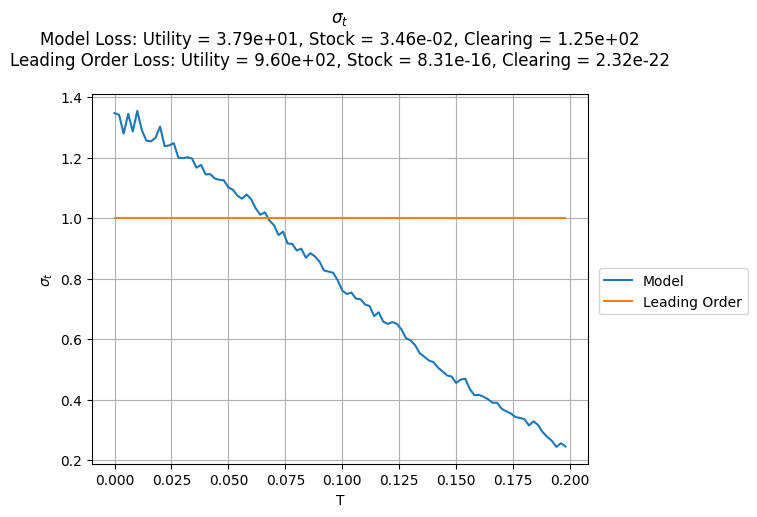 σ_t
Model Loss: Utility = 3.79e+01, Stock = 3.46e-02, Clearing = 1.25e+02
Leading Order Loss: Utility = 9.60e+02, Stock = 8.31e-16, Clearing = 2.32e-22
1.4
1.2
1.0
0.8
0.6
0.4
0.2
σ_t
0.000 0.025 0.050 0.075 0.100 0.125 0.150 0.175 0.200
T
Model
Leading Order